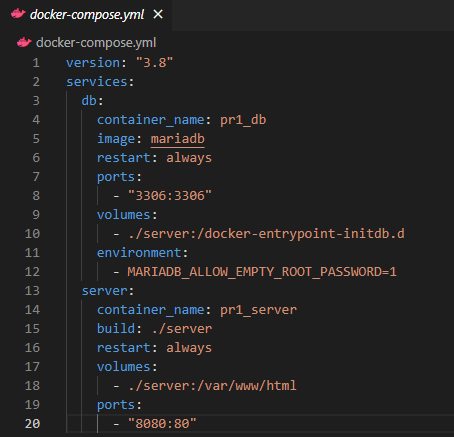 docker-compose.yml ×
docker-compose.yml
1 version: "3.8"
2 services:
3   db:
4     container_name: pr1_db
5     image: mariadb
6     restart: always
7     ports:
8       - "3306:3306"
9     volumes:
10       - ./server:/docker-entrypoint-initdb.d
11     environment:
12       - MARIADB_ALLOW_EMPTY_ROOT_PASSWORD=1
13   server:
14     container_name: pr1_server
15     build: ./server
16     restart: always
17     volumes:
18       - ./server:/var/www/html
19     ports:
20       - "8080:80"